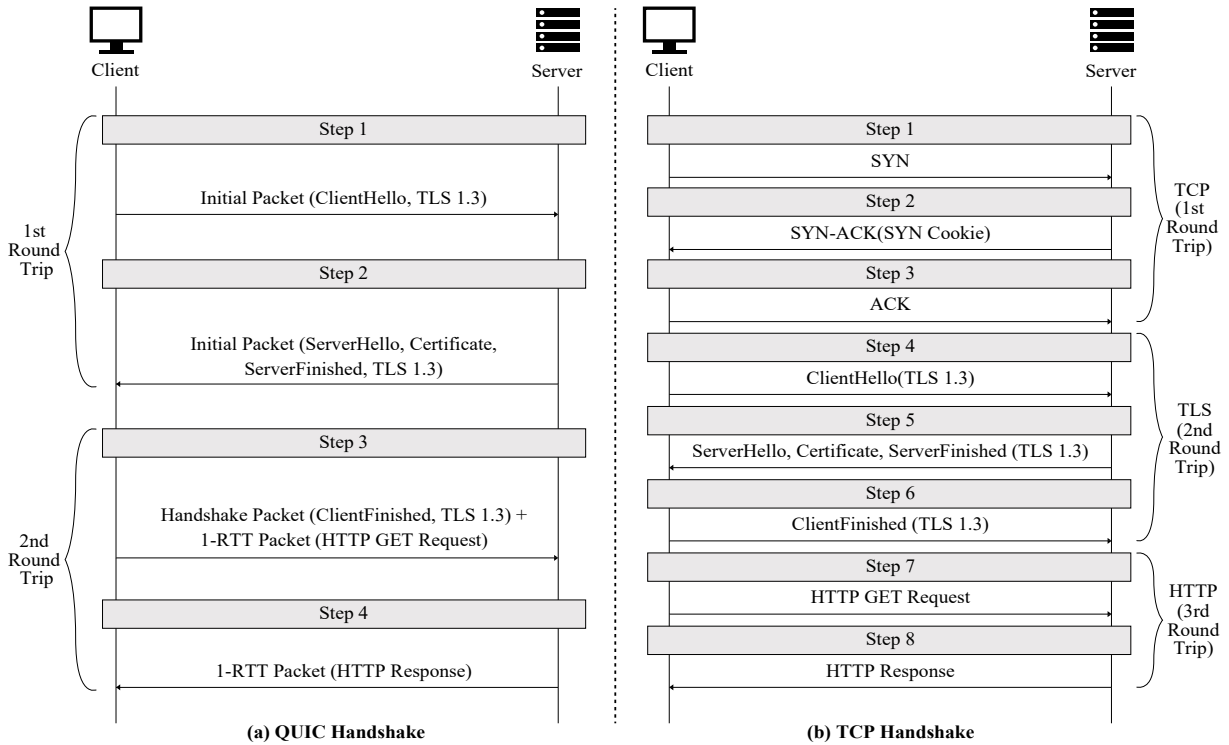 Client
Server
Step 1
Initial Packet (ClientHello, TLS 1.3)
1st
Round
Trip
Step 2
Initial Packet (ServerHello, Certificate,
ServerFinished, TLS 1.3)
Step 3
Handshake Packet (ClientFinished, TLS 1.3) +
1-RTT Packet (HTTP GET Request)
2nd
Round
Trip
Step 4
1-RTT Packet (HTTP Response)
(a) QUIC Handshake
Client
Server
Step 1
SYN
Step 2
SYN-ACK(SYN Cookie)
Step 3
ACK
TCP
(1st
Round
Trip)
Step 4
ClientHello(TLS 1.3)
Step 5
ServerHello, Certificate, ServerFinished (TLS 1.3)
Step 6
ClientFinished (TLS 1.3)
TLS
(2nd
Round
Trip)
Step 7
HTTP GET Request
Step 8
HTTP Response
HTTP
(3rd
Round
Trip)
(b) TCP Handshake